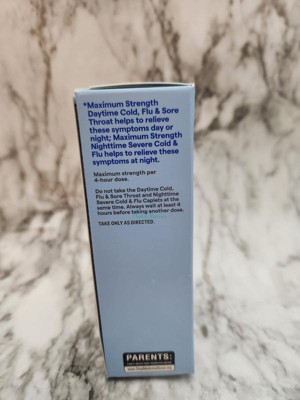 *Maximum Strength
Daytime Cold, Flu & Sore
Throat helps to relieve
these symptoms day or
night; Maximum Strength
Nighttime Severe Cold &
Flu helps to relieve these
symptoms at night.
Maximum strength per
4-hour dose.
Do not take the Daytime Cold,
Flu & Sore Throat and Nighttime
Severe Cold & Flu Caplets at the
same time. Always wait at least 4
hours before taking another dose.
TAKE ONLY AS DIRECTED.
PARENTS: